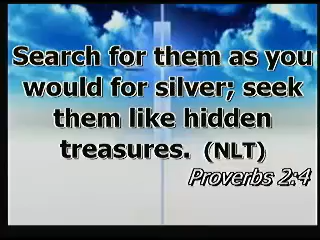 Search for them as you
would for silver; seek
them like hidden
treasures. (NLT)
Proverbs 2:4